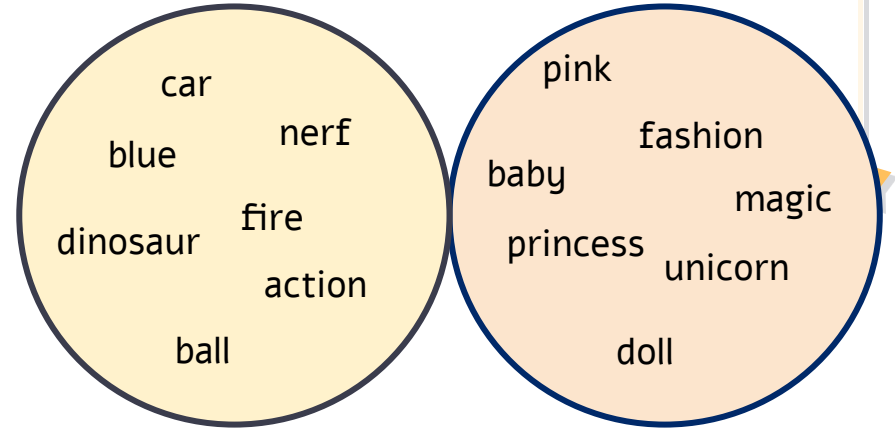 car
nerf
blue
fire
dinosaur
action
ball
pink
fashion
baby
magic
princess
unicorn
doll